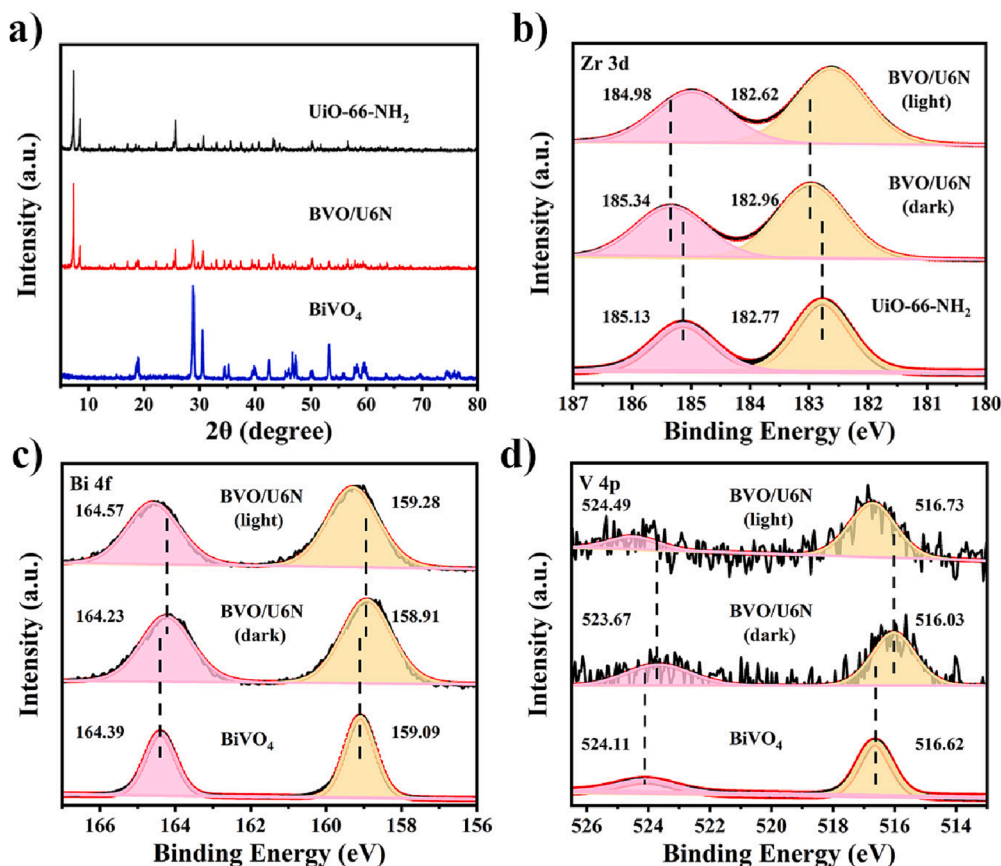 a)
UiO-66-NH2
BVO/U6N
BiVO4
Intensity (a.u.)
10 20 30 40 50 60 70 80
2θ (degree)
b)
Zr 3d
184.98
182.62
BVO/U6N
(light)
185.34
182.96
BVO/U6N
(dark)
185.13
182.77
UiO-66-NH2
Intensity (a.u.)
187 186 185 184 183 182 181 180
Binding Energy (eV)
c)
Bi 4f
164.57
BVO/U6N
(light)
159.28
164.23
BVO/U6N
(dark)
158.91
164.39
BiVO4
159.09
Intensity (a.u.)
166 164 162 160 158 156
Binding Energy (eV)
d)
V 4p
524.49
BVO/U6N
(light)
516.73
523.67
BVO/U6N
(dark)
516.03
524.11
BiVO4
516.62
Intensity (a.u.)
526 524 522 520 518 516 514
Binding Energy (eV)